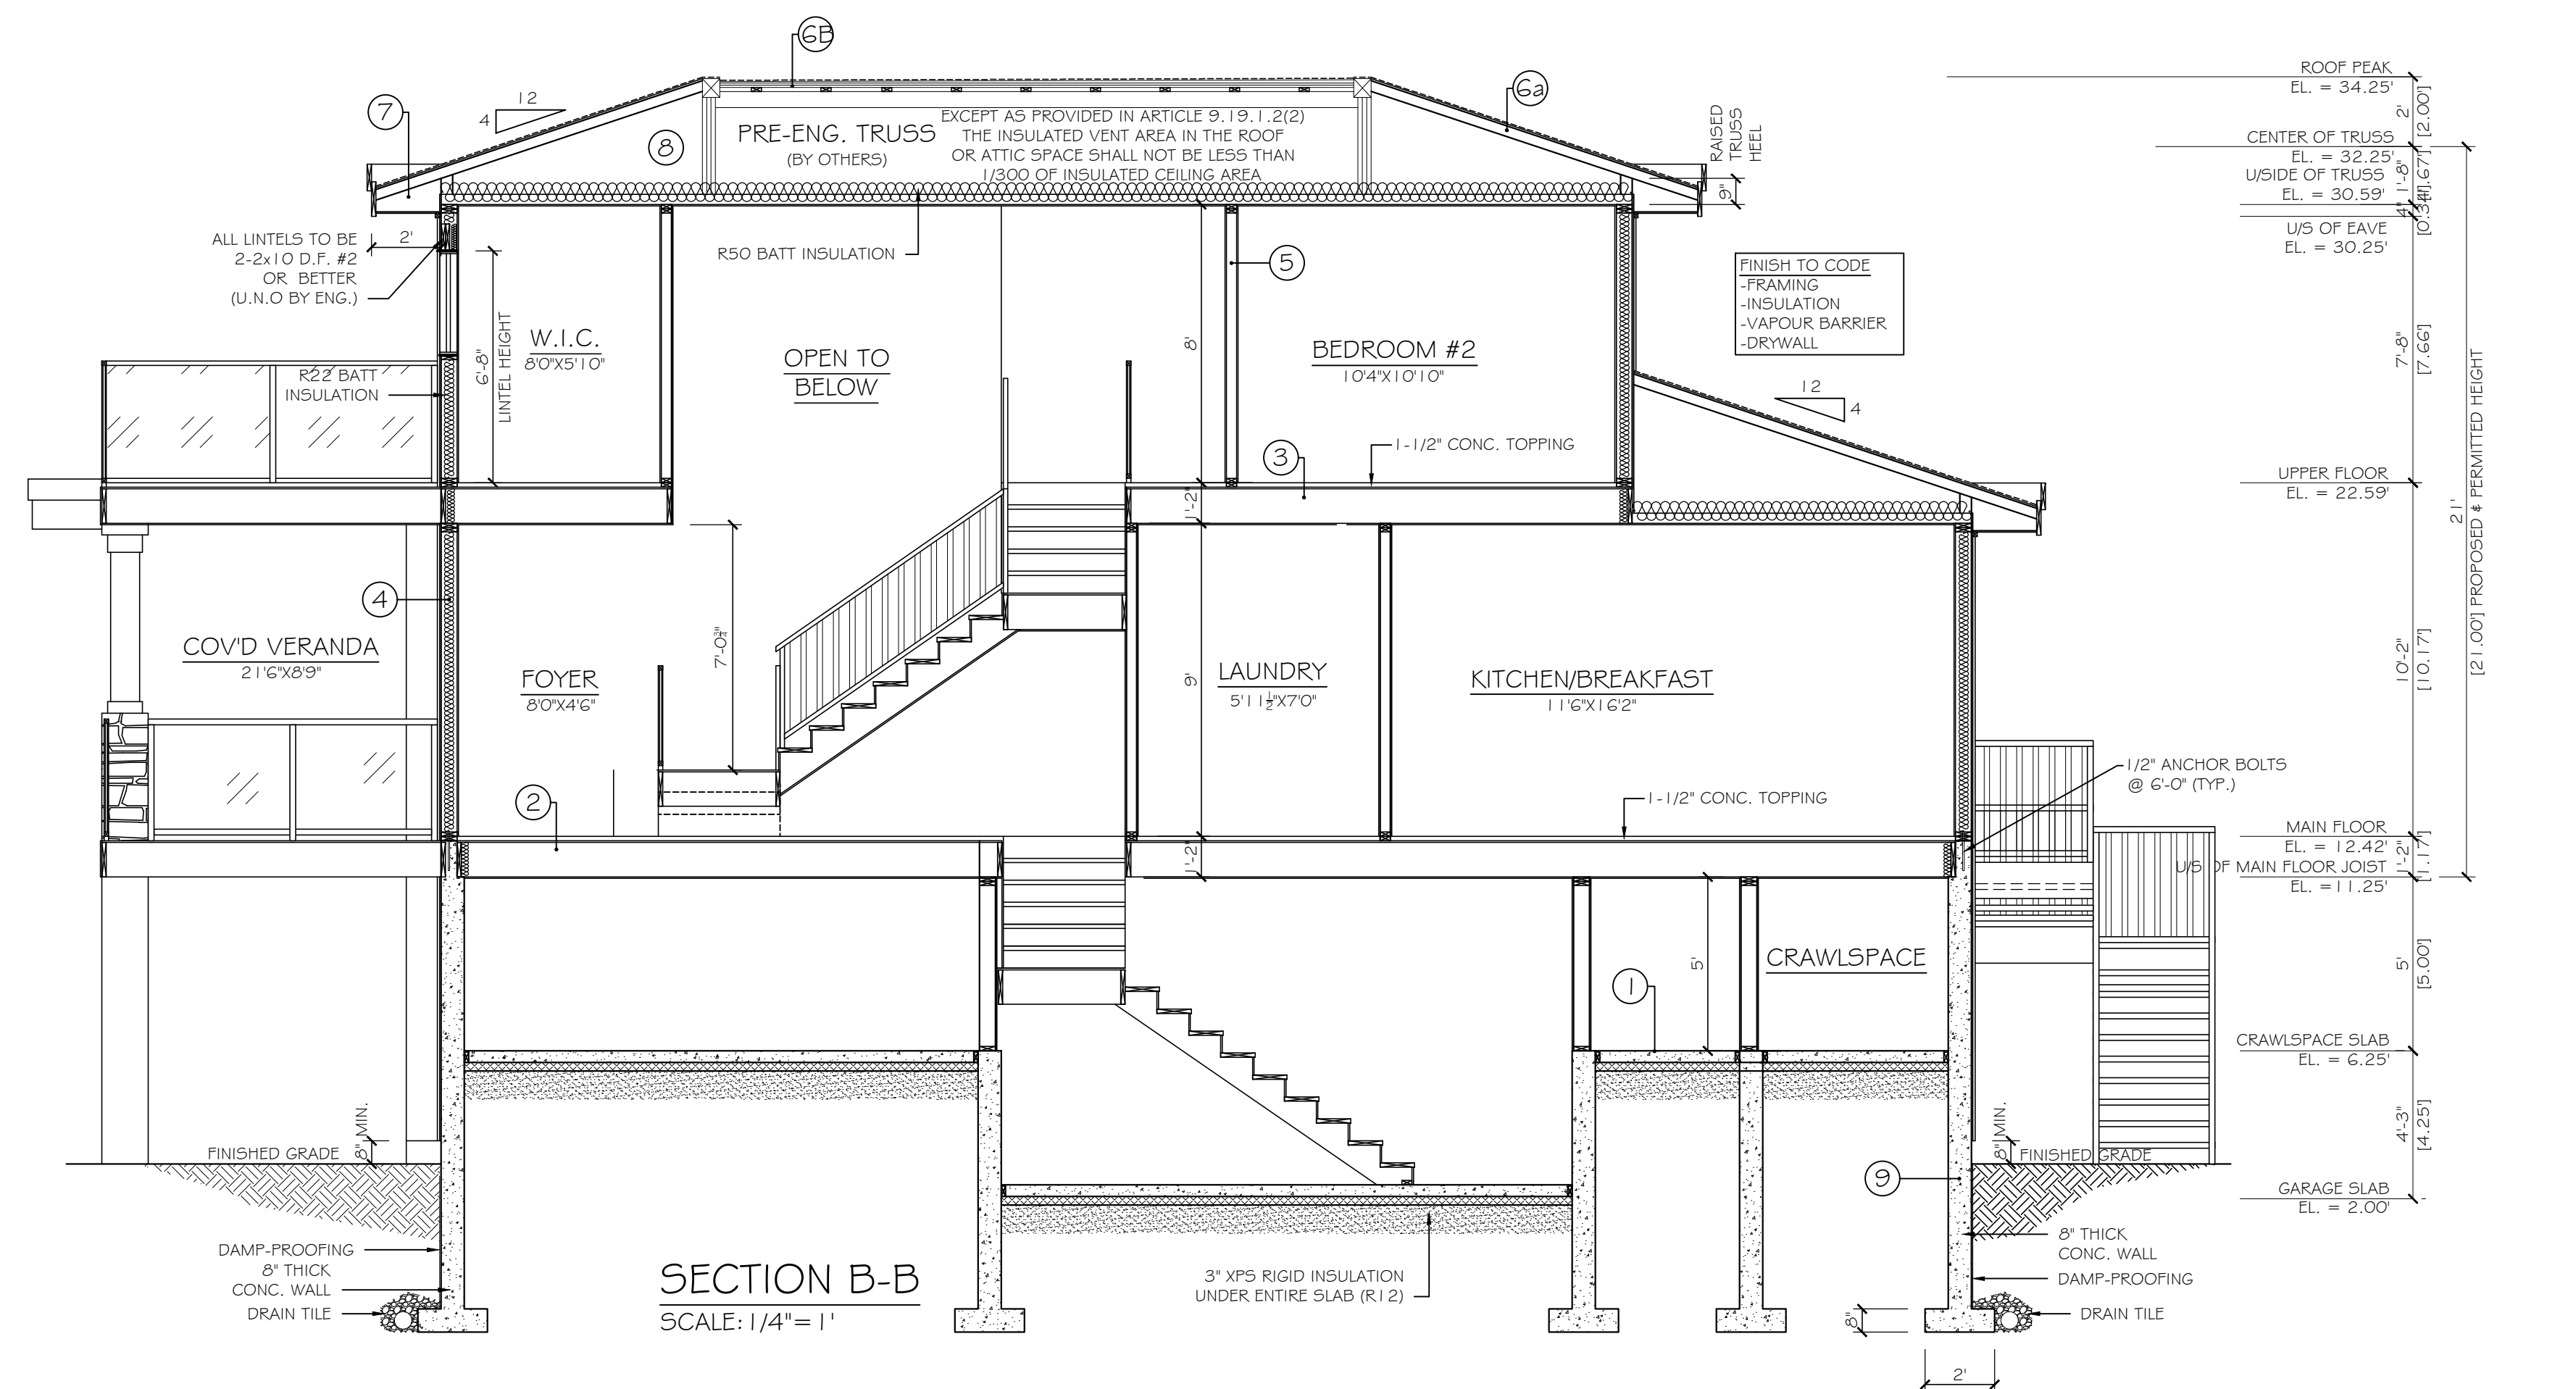 6B
7
12
4
8
PRE-ENG. TRUSS
(BY OTHERS)
EXCEPT AS PROVIDED IN ARTICLE 9.19.1.2(2)
THE INSULATED VENT AREA IN THE ROOF
OR ATTIC SPACE SHALL NOT BE LESS THAN
1/300 OF INSULATED CEILING AREA
6a
RAISED
TRUSS
HEEL
9"
ROOF PEAK
EL. = 34.25'
2'
[2.00']
CENTER OF TRUSS
EL. = 32.25'
1'-8"
U/SIDE OF TRUSS
EL. = 30.59'
4"
U/S OF EAVE
EL. = 30.25'
ALL LINTELS TO BE
2-2x10 D.F. #2
OR BETTER
(U.N.O BY ENG.)
2'
R50 BATT INSULATION
5
FINISH TO CODE
-FRAMING
-INSULATION
-VAPOUR BARRIER
-DRYWALL
W.I.C.
8'0"X5'10"
6'-8"
LINTEL HEIGHT
OPEN TO
BELOW
8'
BEDROOM #2
10'4"X10'10"
7'-8"
[7.66']
R22 BATT
INSULATION
12
4
3
1-1/2" CONC. TOPPING
1'-2"
UPPER FLOOR
EL. = 22.59'
21'
[21.00'] PROPOSED & PERMITTED HEIGHT
4
COV'D VERANDA
21'6"X8'9"
FOYER
8'0"X4'6"
7'-0¾"
9'
LAUNDRY
5'11½"X7'0"
KITCHEN/BREAKFAST
11'6"X16'2"
10'-2"
[10.17']
2
1-1/2" CONC. TOPPING
1/2" ANCHOR BOLTS
@ 6'-0" (TYP.)
1'-2"
MAIN FLOOR
EL. = 12.42'
U/S OF MAIN FLOOR JOIST
EL. =11.25'
1'-2"
[1.17']
5'
1
CRAWLSPACE
5'
[5.00']
CRAWLSPACE SLAB
EL. = 6.25'
4'-3"
[4.25']
8" MIN.
FINISHED GRADE
8" MIN.
FINISHED GRADE
9
GARAGE SLAB
EL. = 2.00'
DAMP-PROOFING
8" THICK
CONC. WALL
DRAIN TILE
SECTION B-B
SCALE: 1/4"= 1'
3" XPS RIGID INSULATION
UNDER ENTIRE SLAB (R12)
8"
8" THICK
CONC. WALL
DAMP-PROOFING
DRAIN TILE
2'